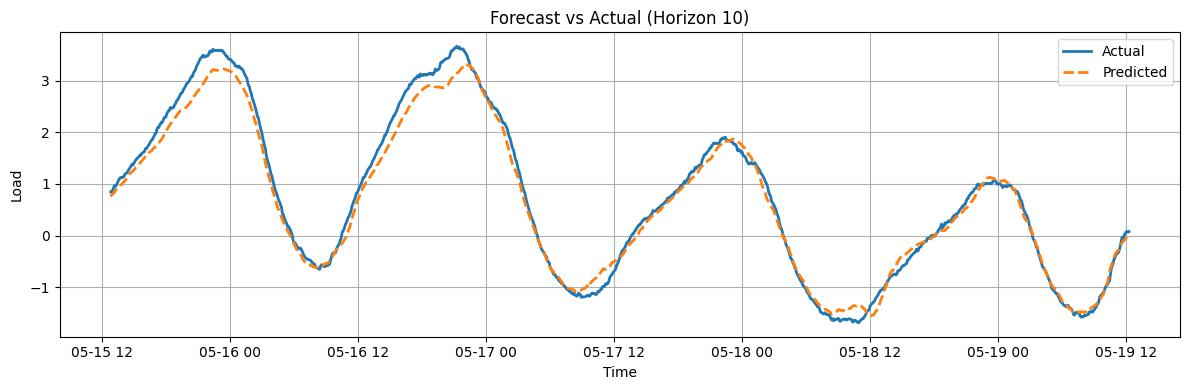 Forecast vs Actual (Horizon 10)
Actual
Predicted
Load
3
2
1
0
−1
05-15 12
05-16 00
05-16 12
05-17 00
05-17 12
05-18 00
05-18 12
05-19 00
05-19 12
Time